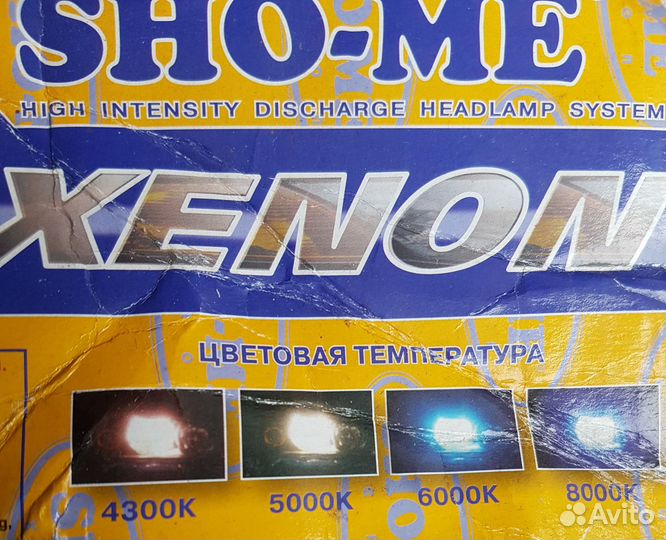 SHO-ME
HIGH INTENSITY DISCHARGE HEADLAMP SYSTEM
XENON
ЦВЕТОВАЯ ТЕМПЕРАТУРА
4300K 5000K 6000K 8000K
Avito